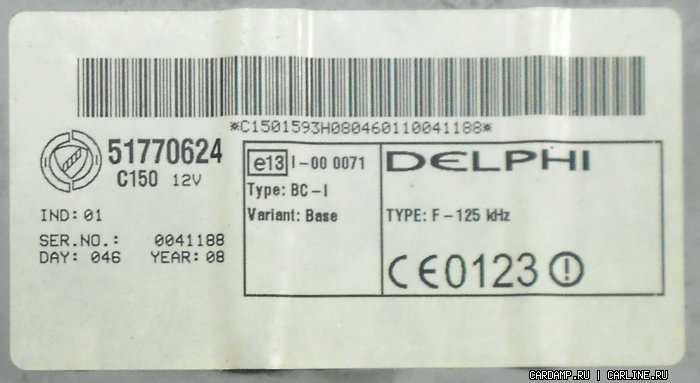 *C1501593H080460110041188*
51770624
C150 12V
IND: 01
SER.NO.: 0041188
DAY: 046 YEAR: 08
e13 I-00 0071
Type: BC-I
Variant: Base
DELPHI
TYPE: F-125 kHz
CE0123
CARDAMP.RU | CARLINE.RU